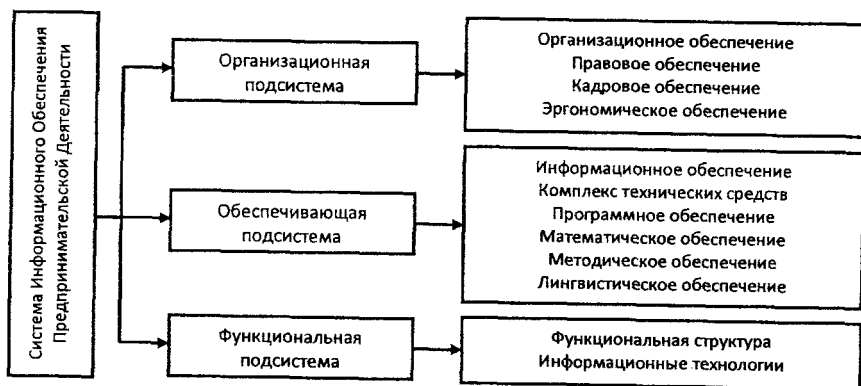 Система Информационного Обеспечения
Предпринимательской Деятельности
Организационная
подсистема
Организационное обеспечение
Правовое обеспечение
Кадровое обеспечение
Эргономическое обеспечение
Обеспечивающая
подсистема
Информационное обеспечение
Комплекс технических средств
Программное обеспечение
Математическое обеспечение
Методическое обеспечение
Лингвистическое обеспечение
Функциональная
подсистема
Функциональная структура
Информационные технологии